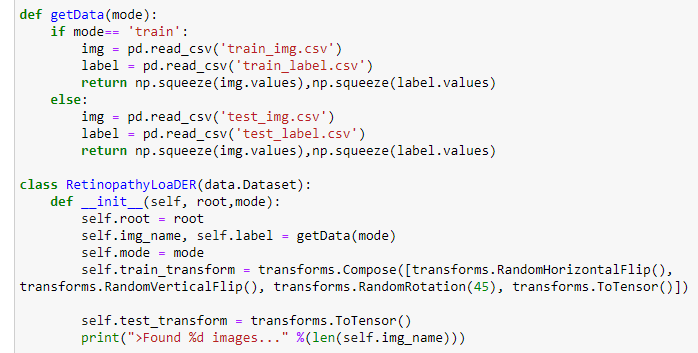 def getData(mode):
    if mode== 'train':
        img = pd.read_csv('train_img.csv')
        label = pd.read_csv('train_label.csv')
        return np.squeeze(img.values),np.squeeze(label.values)
    else:
        img = pd.read_csv('test_img.csv')
        label = pd.read_csv('test_label.csv')
        return np.squeeze(img.values),np.squeeze(label.values)

class RetinopathyLoaDER(data.Dataset):
    def __init__(self, root,mode):
        self.root = root
        self.img_name, self.label = getData(mode)
        self.mode = mode
        self.train_transform = transforms.Compose([transforms.RandomHorizontalFlip(),
transforms.RandomVerticalFlip(), transforms.RandomRotation(45), transforms.ToTensor()])

        self.test_transform = transforms.ToTensor()
        print(">Found %d images..." %(len(self.img_name)))